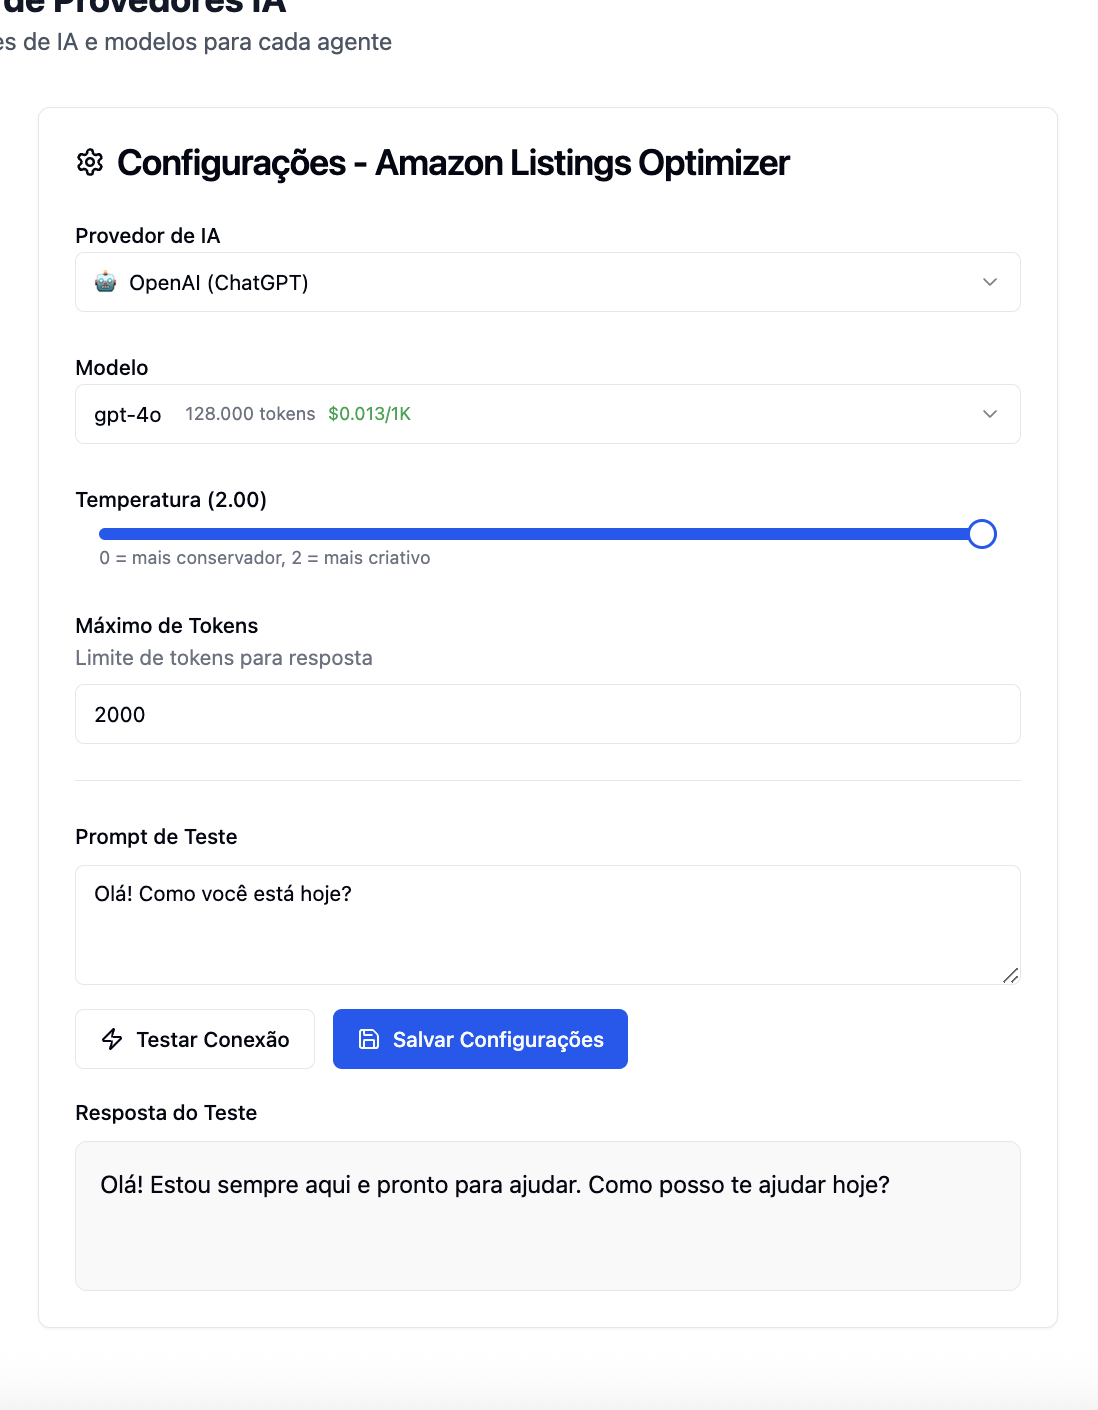 de Provedores IA
es de IA e modelos para cada agente
Configurações - Amazon Listings Optimizer
Provedor de IA
OpenAI (ChatGPT)
Modelo
gpt-4o 128.000 tokens $0.013/1K
Temperatura (2.00)
0 = mais conservador, 2 = mais criativo
Máximo de Tokens
Limite de tokens para resposta
2000
Prompt de Teste
Olá! Como você está hoje?
Testar Conexão Salvar Configurações
Resposta do Teste
Olá! Estou sempre aqui e pronto para ajudar. Como posso te ajudar hoje?